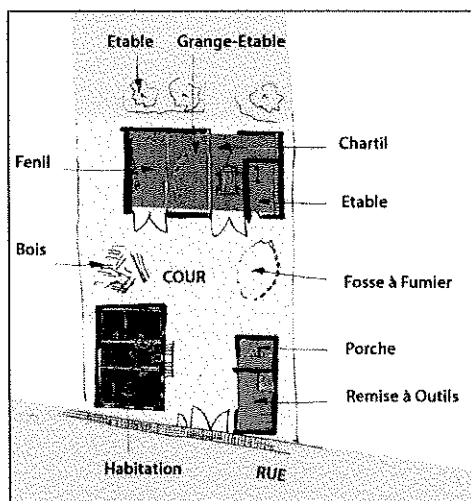 Etable
Grange-Etable
Chartil
Fenil
Etable
Bois
COUR
Fosse à Fumier
Porche
Remise à Outils
Habitation
RUE